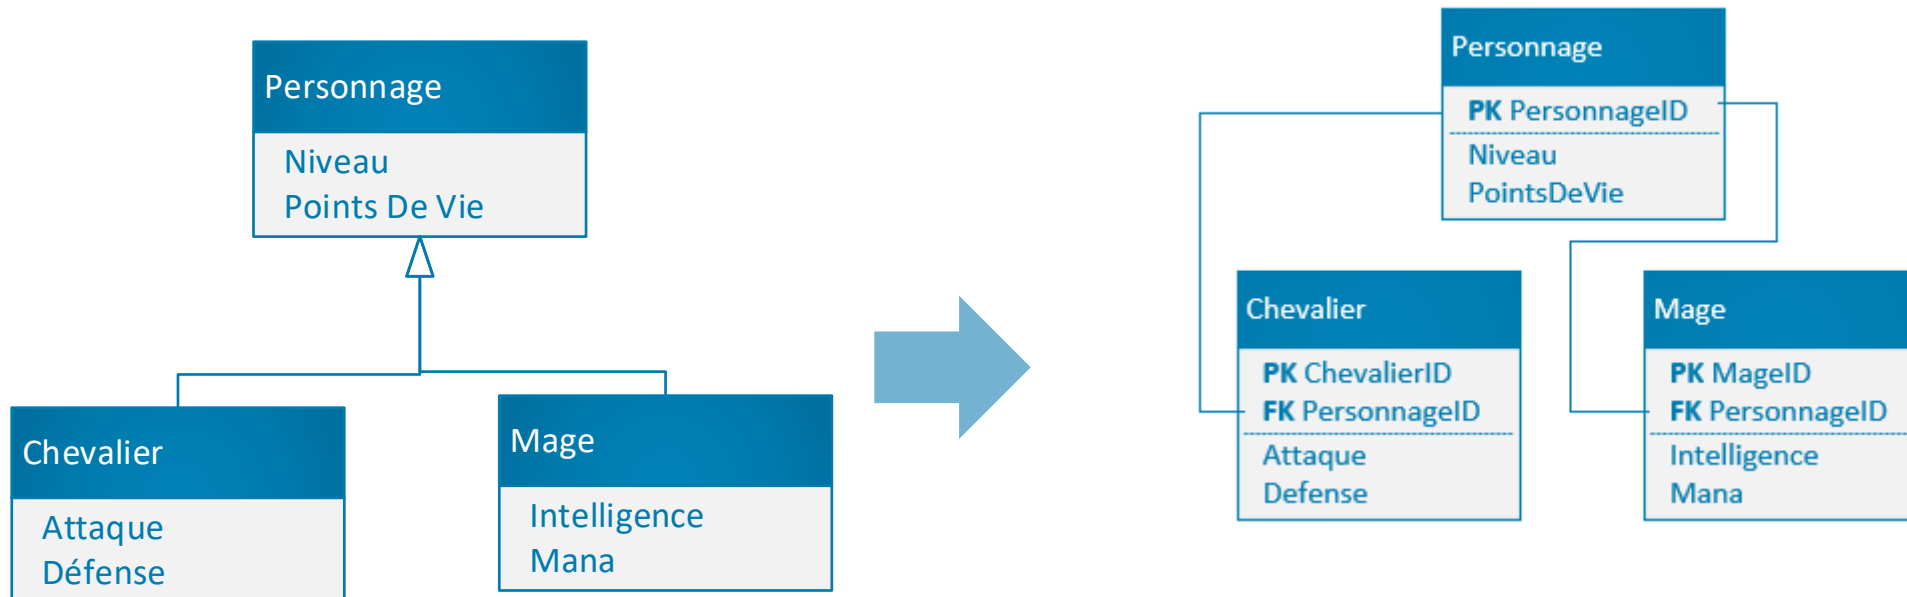 Personnage
Niveau
Points De Vie
Chevalier
Attaque
Défense
Mage
Intelligence
Mana
Personnage
PK PersonnageID
Niveau
PointsDeVie
Chevalier
PK ChevalierID
FK PersonnageID
Attaque
Defense
Mage
PK MageID
FK PersonnageID
Intelligence
Mana